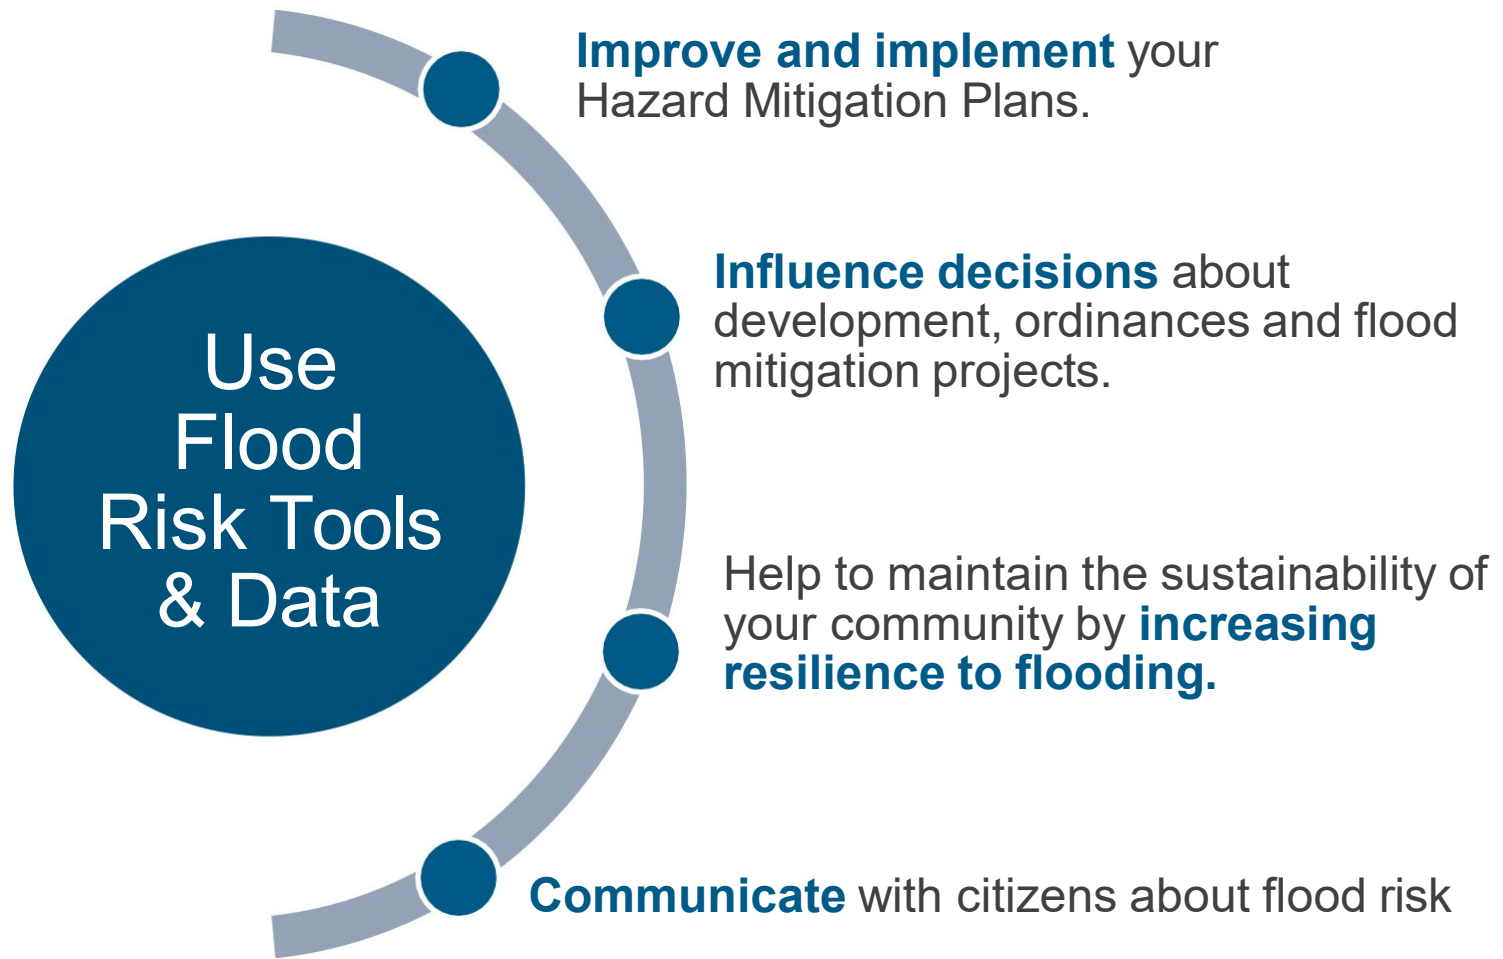 Use
Flood
Risk Tools
& Data
Improve and implement your
Hazard Mitigation Plans.
Influence decisions about
development, ordinances and flood
mitigation projects.
Help to maintain the sustainability of
your community by increasing
resilience to flooding.
Communicate with citizens about flood risk